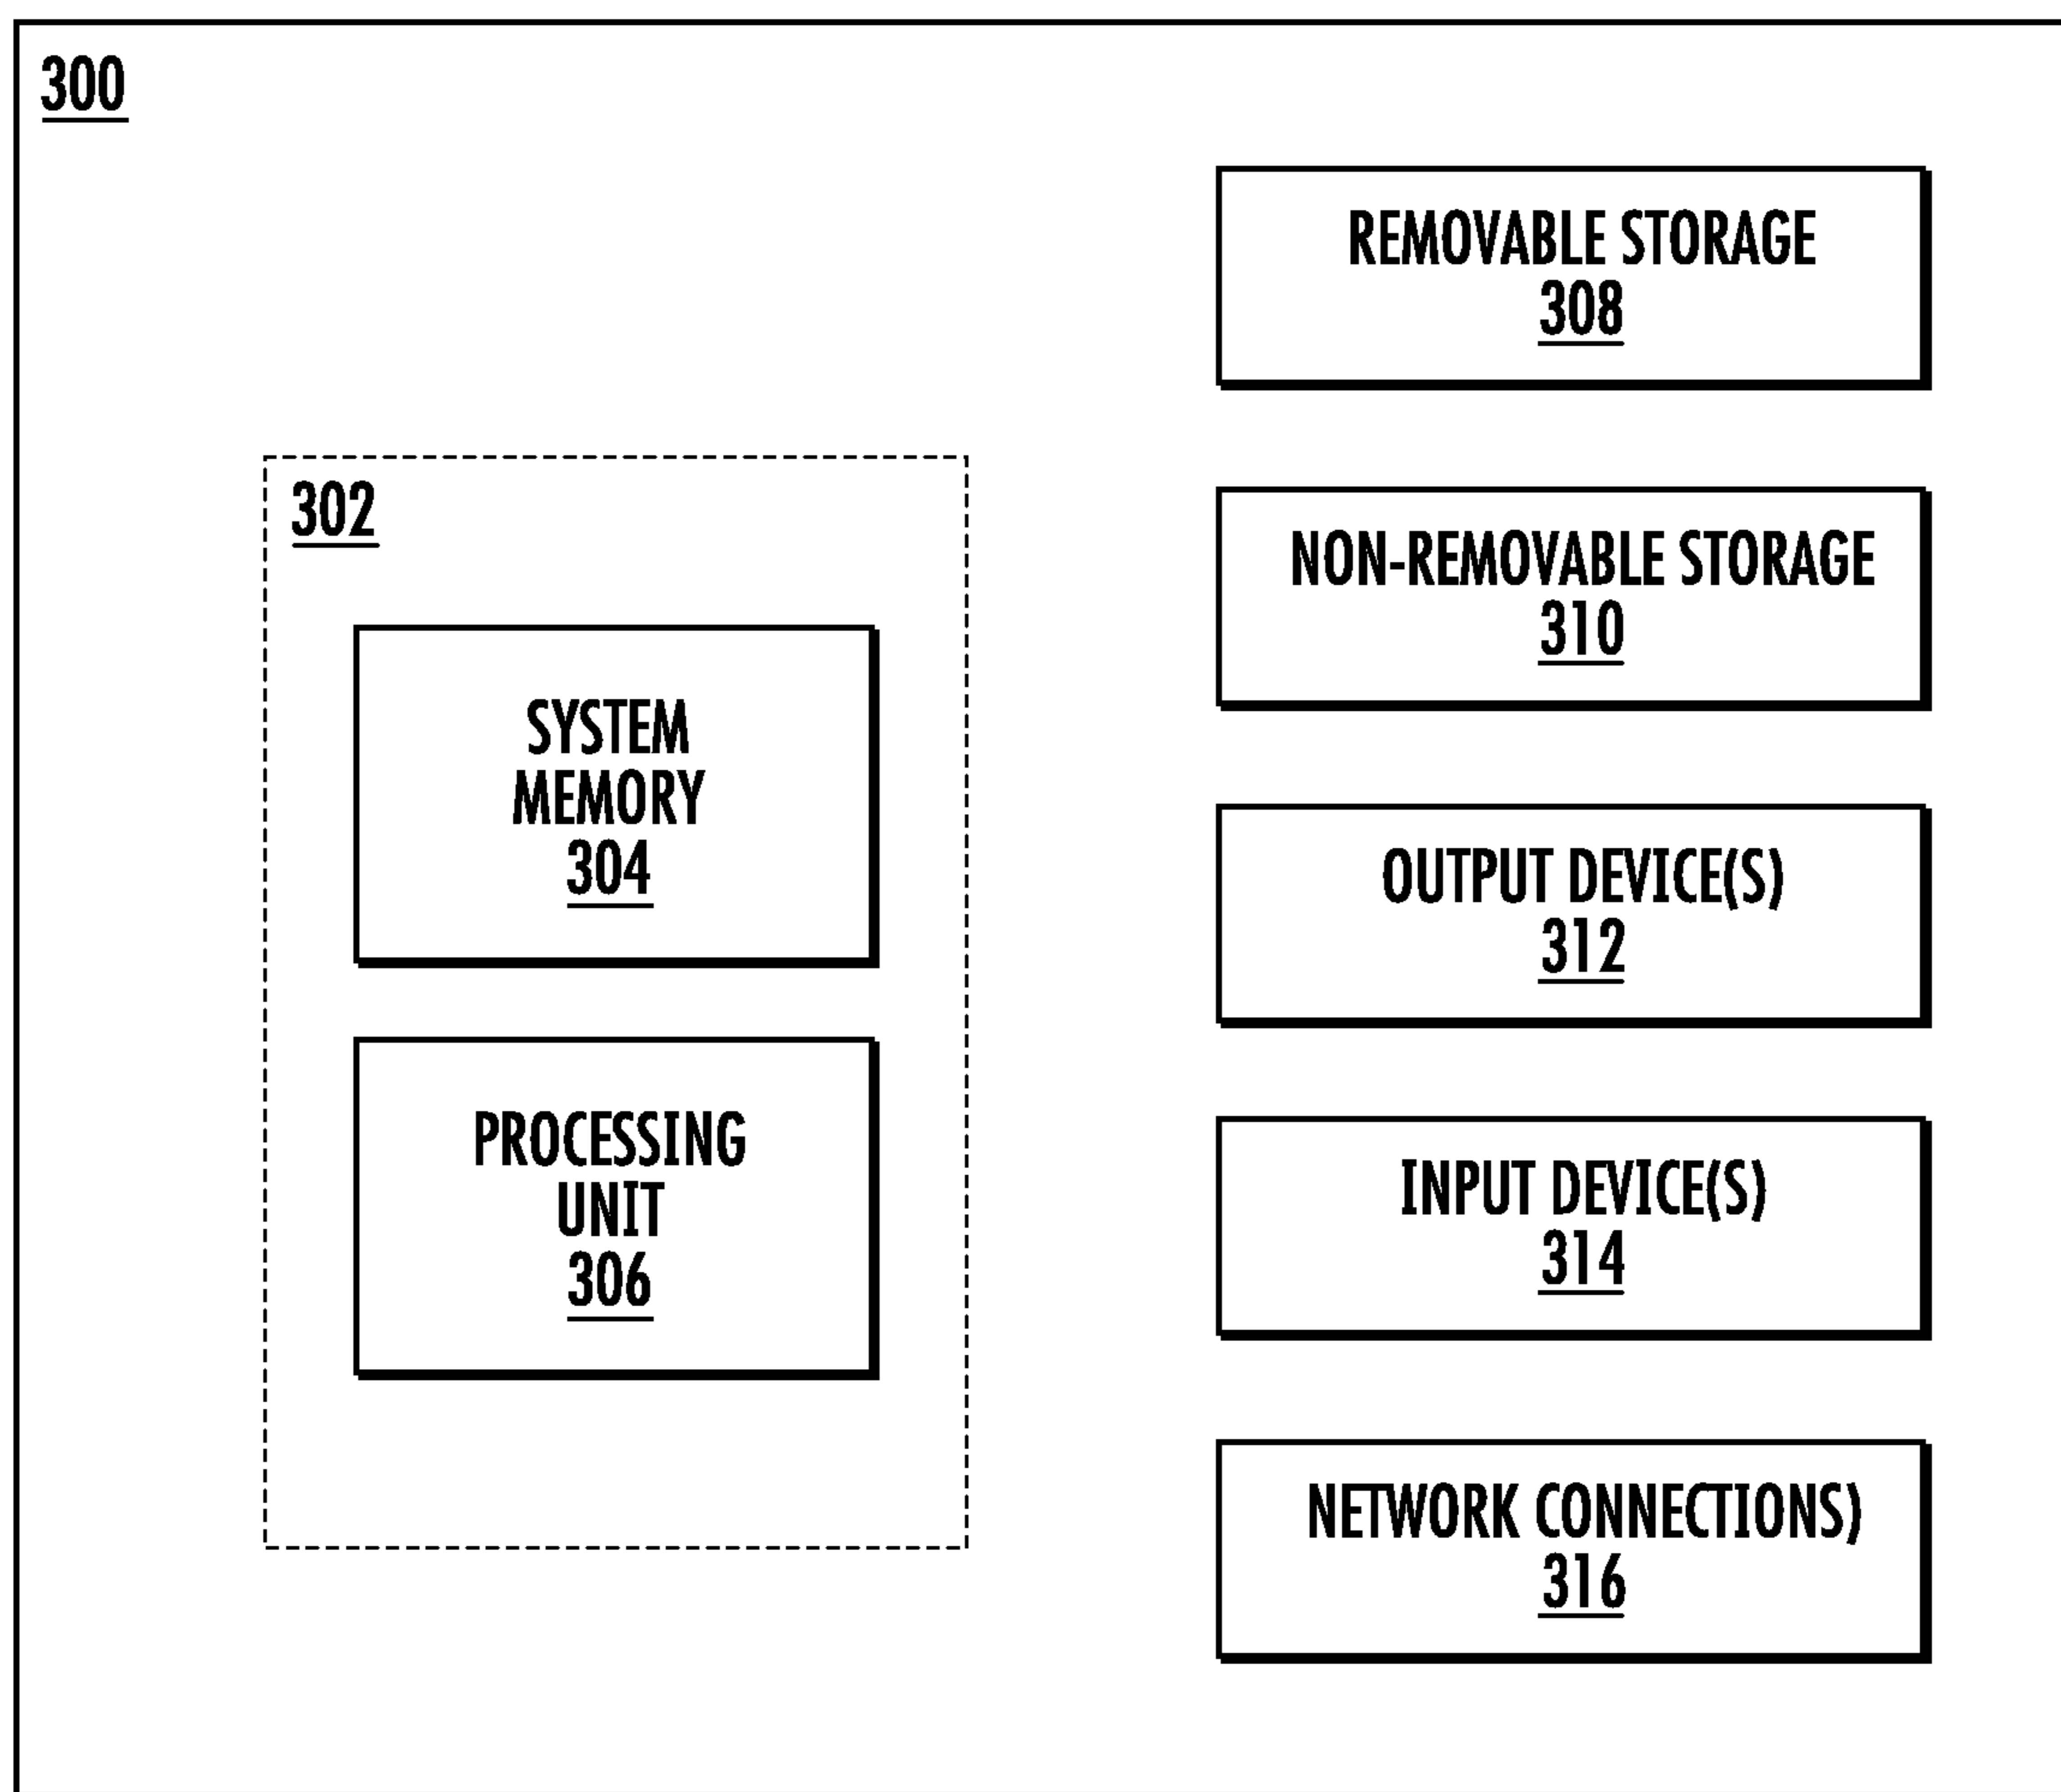 300
REMOVABLE STORAGE
308
302
NON-REMOVABLE STORAGE
310
SYSTEM
MEMORY
304
OUTPUT DEVICE(S)
312
PROCESSING
UNIT
306
INPUT DEVICE(S)
314
NETWORK CONNECTIONS)
316